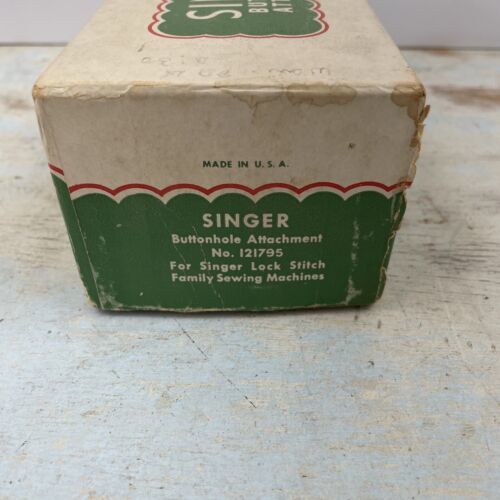 MADE IN U. S. A.
SINGER
Buttonhole Attachment
No. 121795
For Singer Lock Stitch
Family Sewing Machines